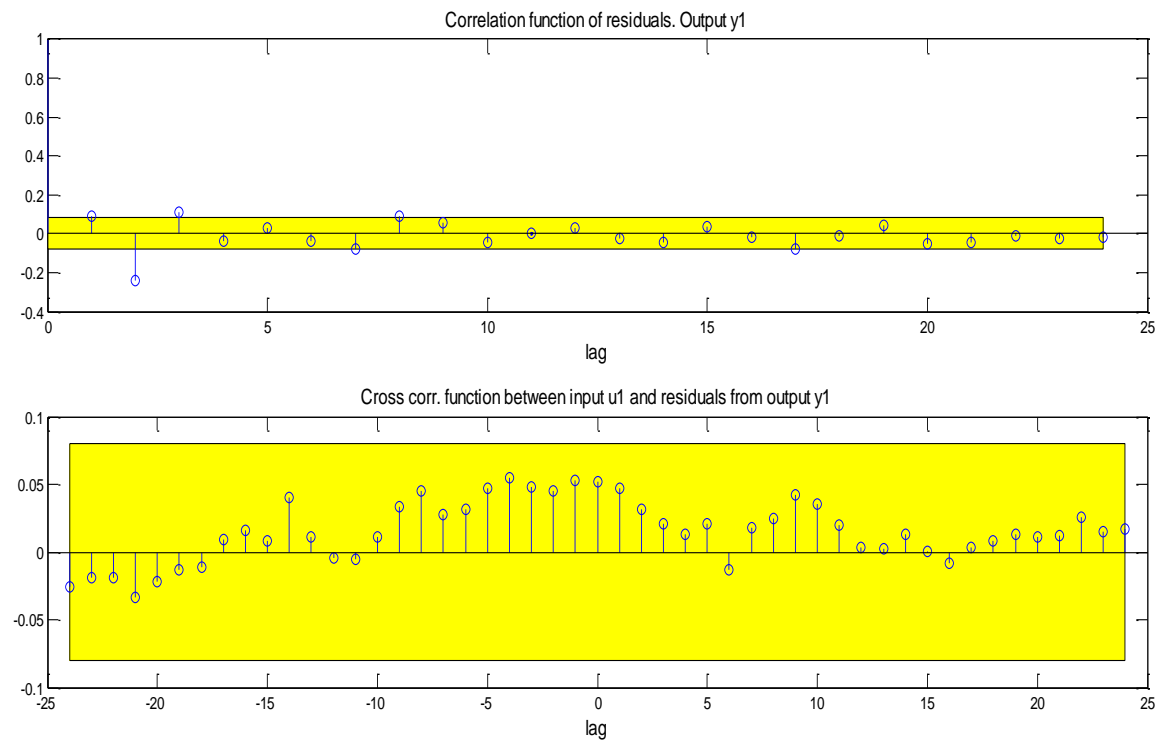 Correlation function of residuals. Output y1
1
0.8
0.6
0.4
0.2
0
-0.2
-0.4
0 5 10 15 20 25
lag
Cross corr. function between input u1 and residuals from output y1
0.1
0.05
0
-0.05
-0.1
-25 -20 -15 -10 -5 0 5 10 15 20 25
lag